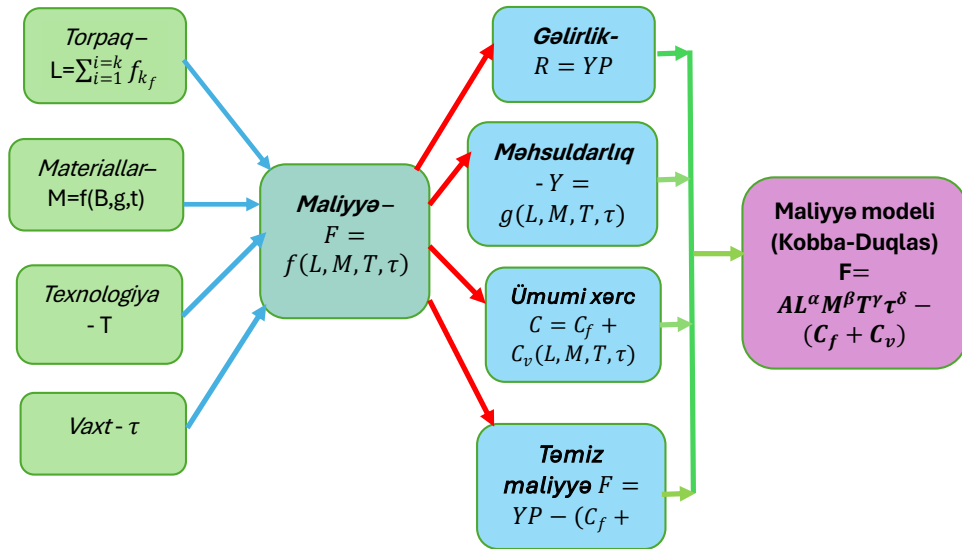 Torpaq –
L=∑_{i=1}^{i=k} f_{k_f}
Materiallar–
M=f(B,g,t)
Texnologiya
- T
Vaxt - τ
Maliyyə –
F =
f(L, M, T, τ)
Gəlirlik-
R = YP
Məhsuldarlıq
- Y =
g(L, M, T, τ)
Ümumi xərc
C = C_f +
C_v(L, M, T, τ)
Təmiz
maliyyə F =
YP − (C_f +
Maliyyə modeli
(Kobba-Duqlas)
F=
AL^α M^β T^γ τ^δ −
(C_f + C_v)